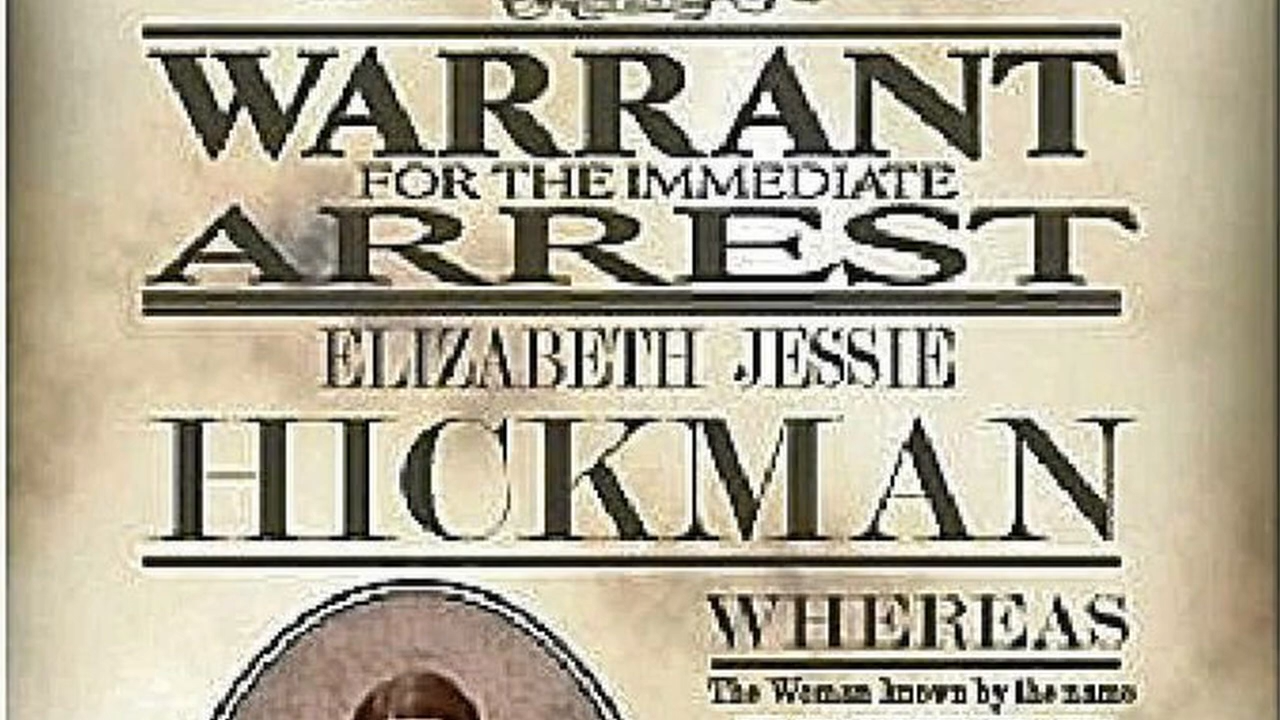 WARRANT
FOR THE IMMEDIATE
ARREST
ELIZABETH JESSIE
HICKMAN
WHEREAS
The Woman known by the name